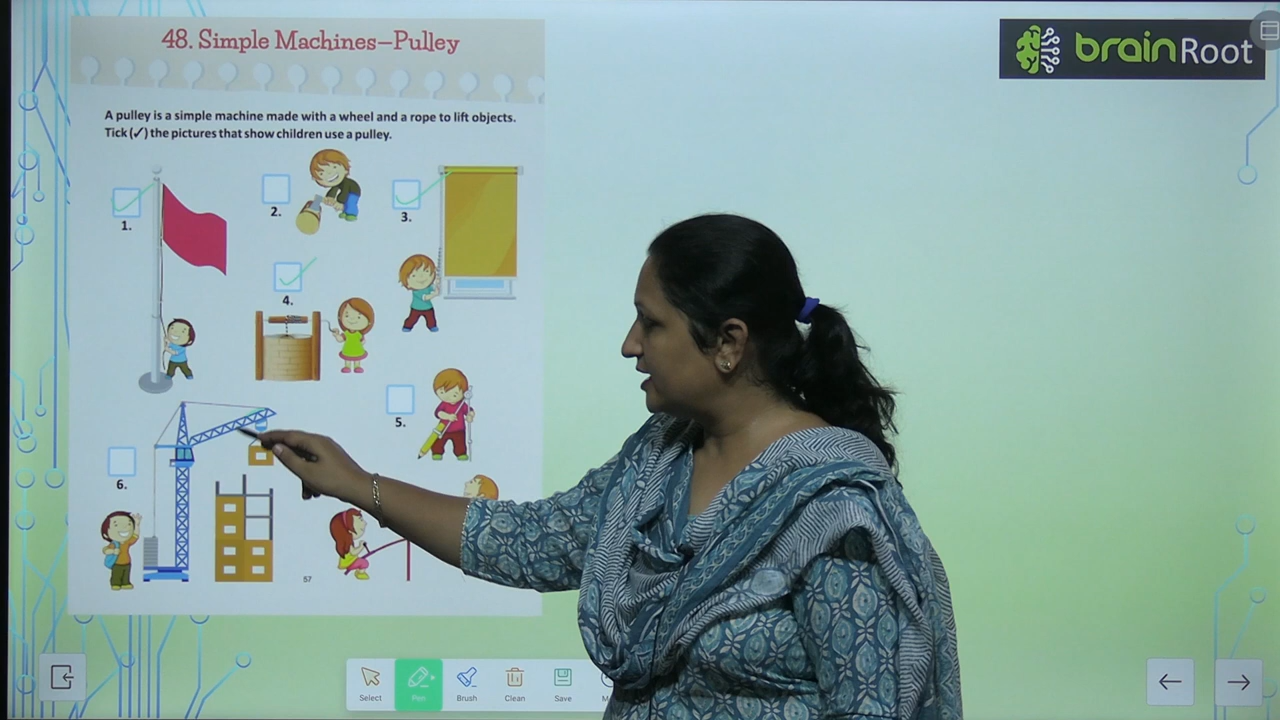 48. Simple Machines–Pulley
brainRoot
A pulley is a simple machine made with a wheel and a rope to lift objects.
Tick (✓) the pictures that show children use a pulley.
1.
2.
3.
4.
5.
6.
57
Select
Pen
Brush
Clean
Save